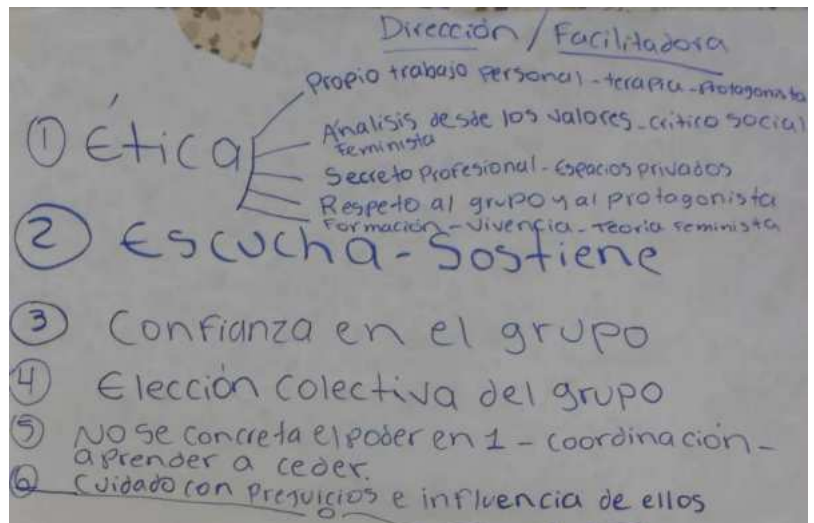 Dirección / Facilitadora
Propio trabajo personal - terapia - Protagonista
① Ética
Análisis desde los valores - crítico social
feminista
Secreto Profesional - Espacios privados
Respeto al grupo y al protagonista
Formación - Vivencia - Teoría feminista
② Escucha - Sostiene
③ Confianza en el grupo
④ Elección colectiva del grupo
⑤ No se concreta el poder en 1 - coordinación -
aprender a ceder.
⑥ Cuidado con prejuicios e influencia de ellos